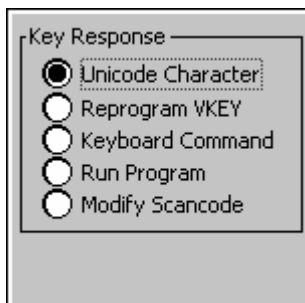 Key Response
Unicode Character
Reprogram VKEY
Keyboard Command
Run Program
Modify Scancode